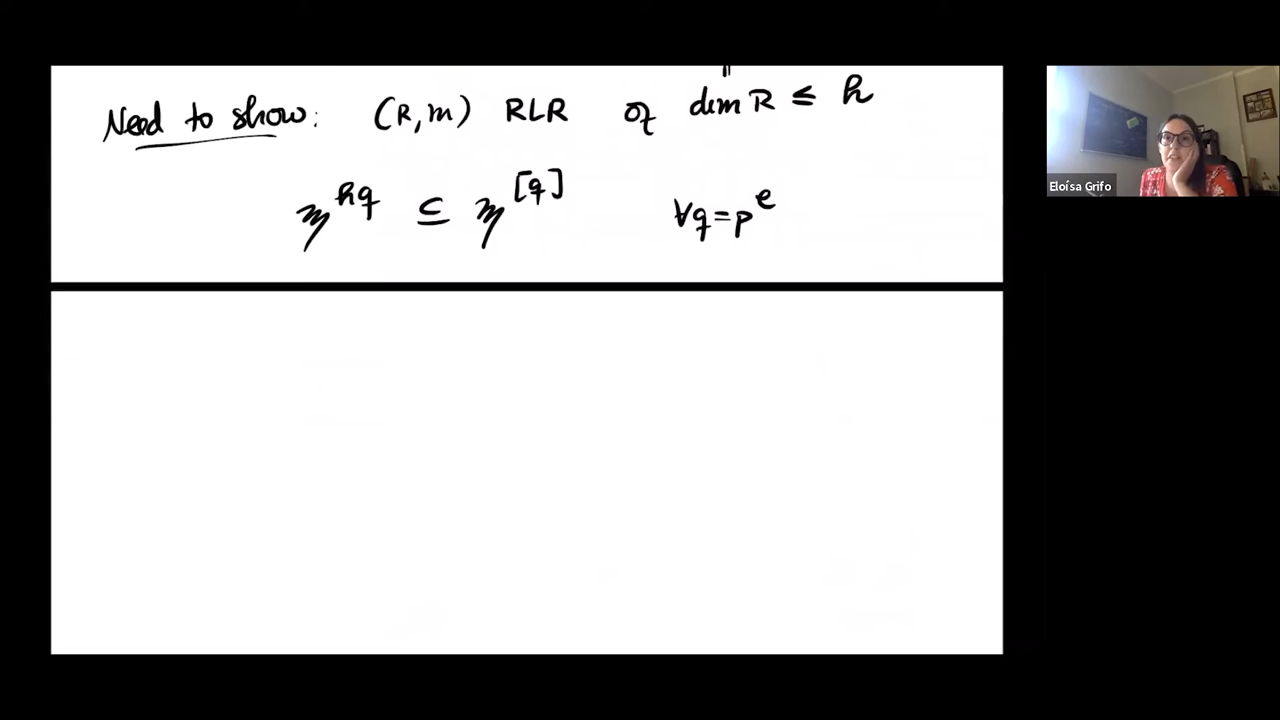 Need to show: (R, m) RLR of dim R ≤ h
m^{hq} ⊆ m^{[q]} ∀q=p^e
Eloísa Grifo